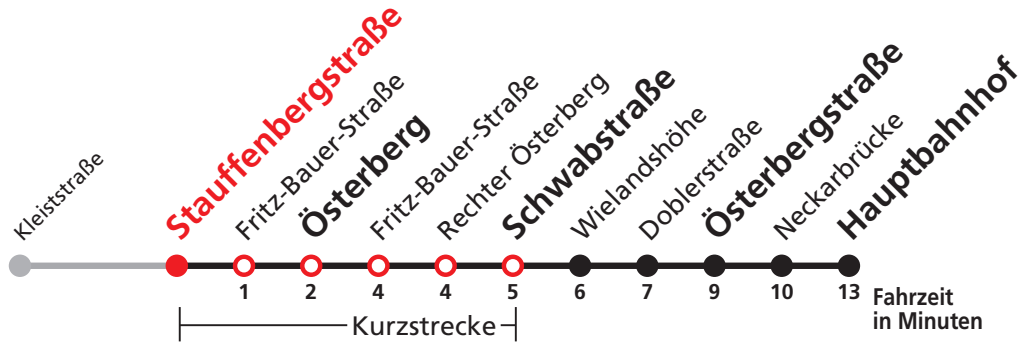 Kleiststraße
Stauffenbergstraße
Fritz-Bauer-Straße
Österberg
Fritz-Bauer-Straße
Rechter Österberg
Schwabstraße
Wielandshöhe
Doblerstraße
Österbergstraße
Neckarbrücke
Hauptbahnhof
1 2 4 4 5 6 7 9 10 13
Fahrzeit
in Minuten
Kurzstrecke